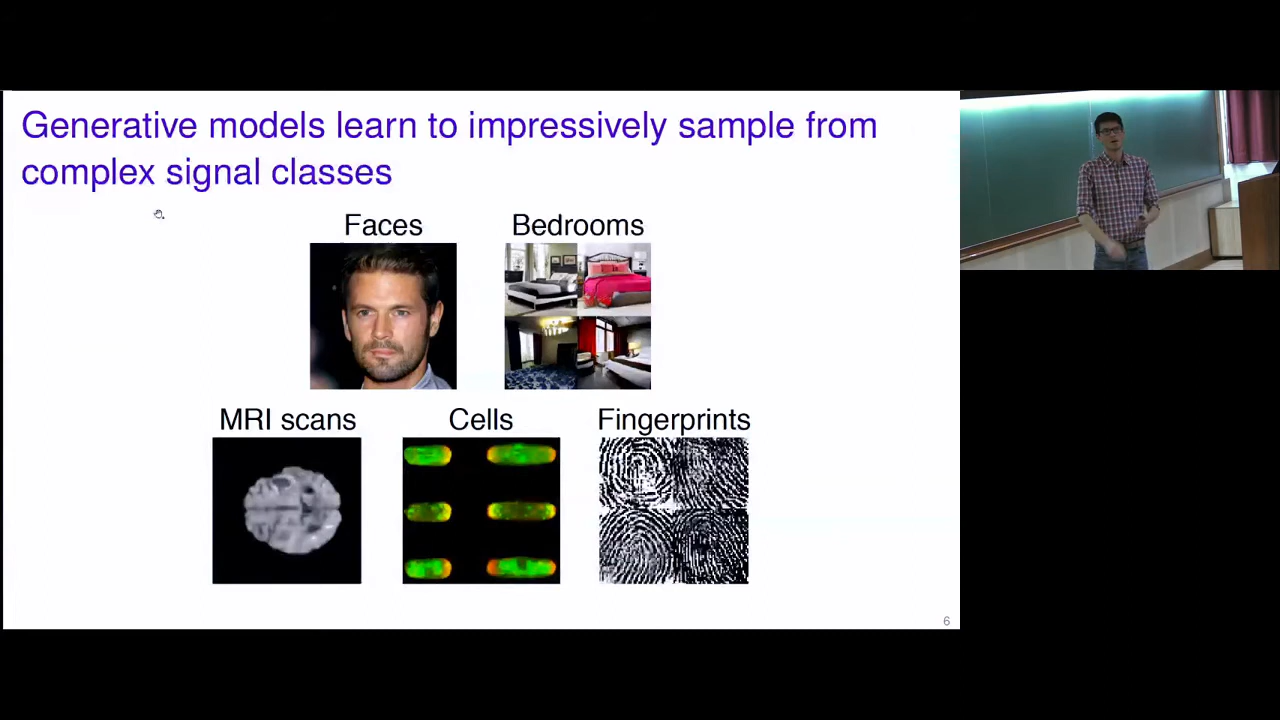 Generative models learn to impressively sample from
complex signal classes
Faces
Bedrooms
MRI scans
Cells
Fingerprints
6